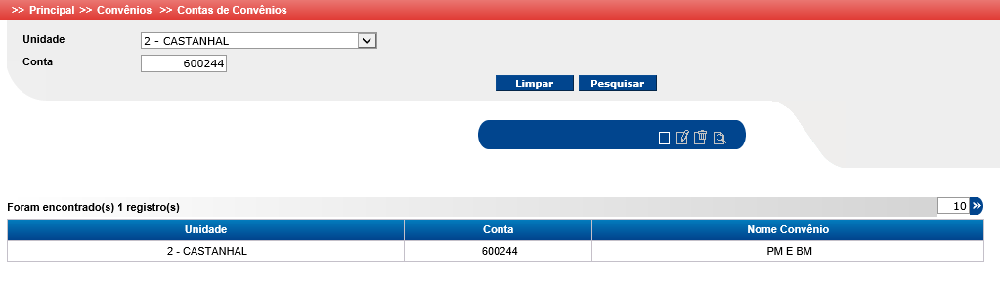 >> Principal >> Convênios >> Contas de Convênios
Unidade 2 - CASTANHAL
Conta 600244
Limpar Pesquisar
Foram encontrado(s) 1 registro(s) 10 »
Unidade Conta Nome Convênio
2 - CASTANHAL 600244 PM E BM